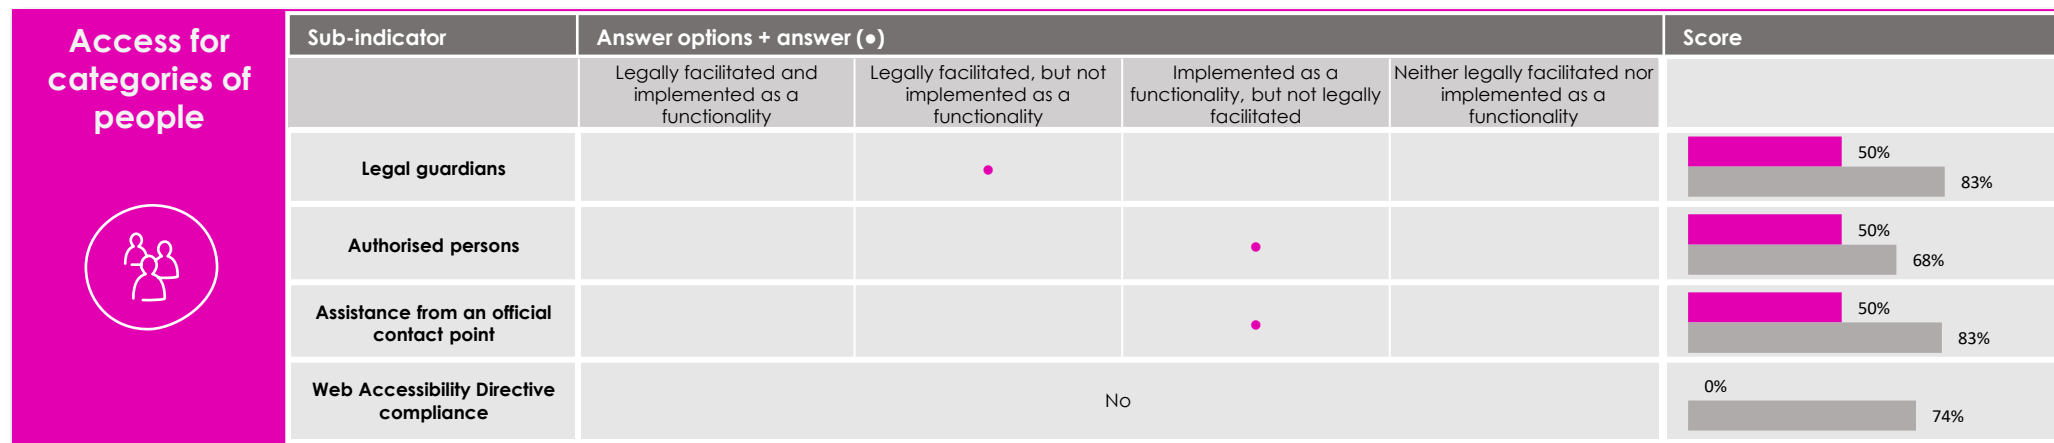 Access for
categories of
people
Sub-indicator
Answer options + answer (●)
Score
Legally facilitated and
implemented as a
functionality
Legally facilitated, but not
implemented as a
functionality
Implemented as a
functionality, but not legally
facilitated
Neither legally facilitated nor
implemented as a
functionality
Legal guardians
●
50%
83%
Authorised persons
●
50%
68%
Assistance from an official
contact point
●
50%
83%
Web Accessibility Directive
compliance
No
0%
74%